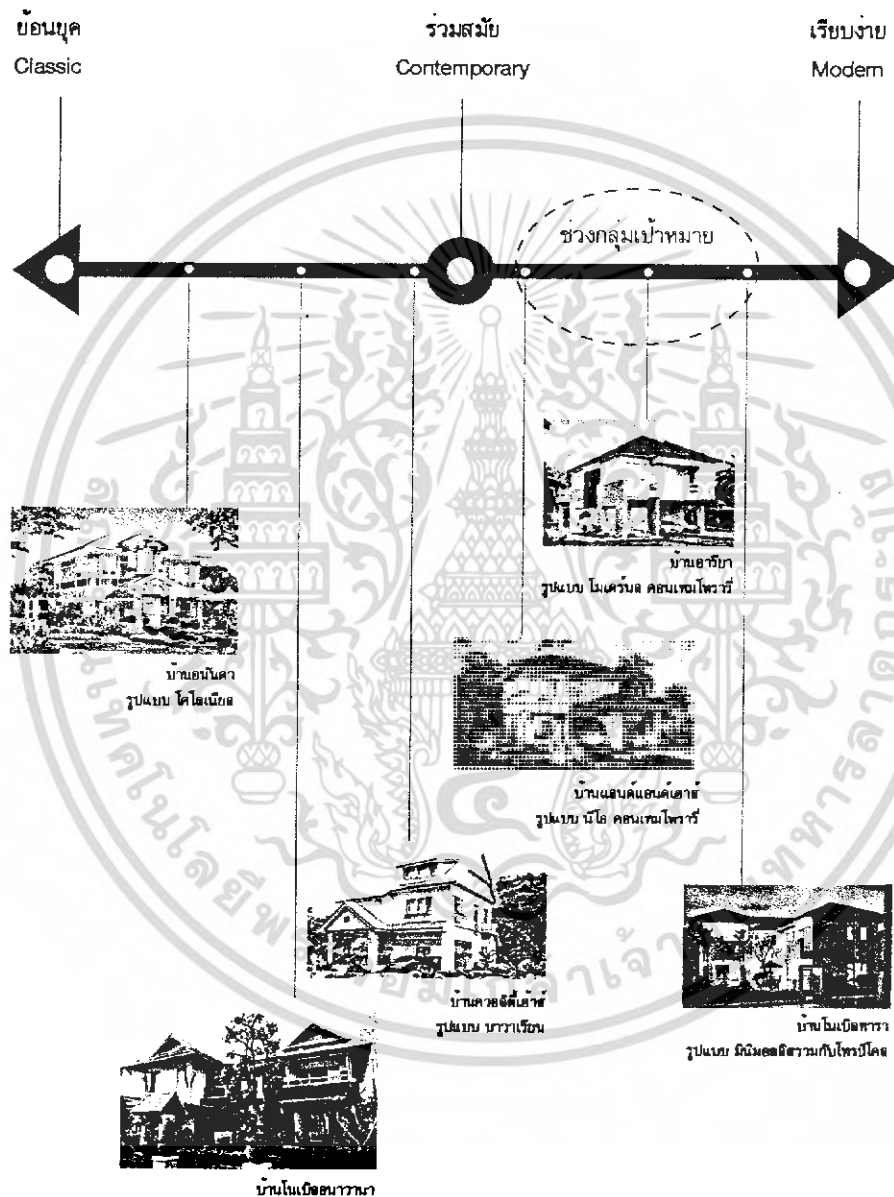 ย้อนยุค
Classic
ร่วมสมัย
Contemporary
เรียบง่าย
Modern
ช่วงกลุ่มเป้าหมาย
บ้านอาริยา
รูปแบบ โมเดร์นล คอนเทมโพรารี่
บ้านอนันดา
รูปแบบ โคโลเนียล
บ้านแลนด์แอนด์เฮาส์
รูปแบบ นีโอ คอนเทมโพรารี่
บ้านควอลิตี้เฮ้าส์
รูปแบบ บาวาเรียน
บ้านโนเบิลทารา
รูปแบบ มินิมอลลิสรวมกับโทรปิโคล
บ้านโนเบิลอนาวานา